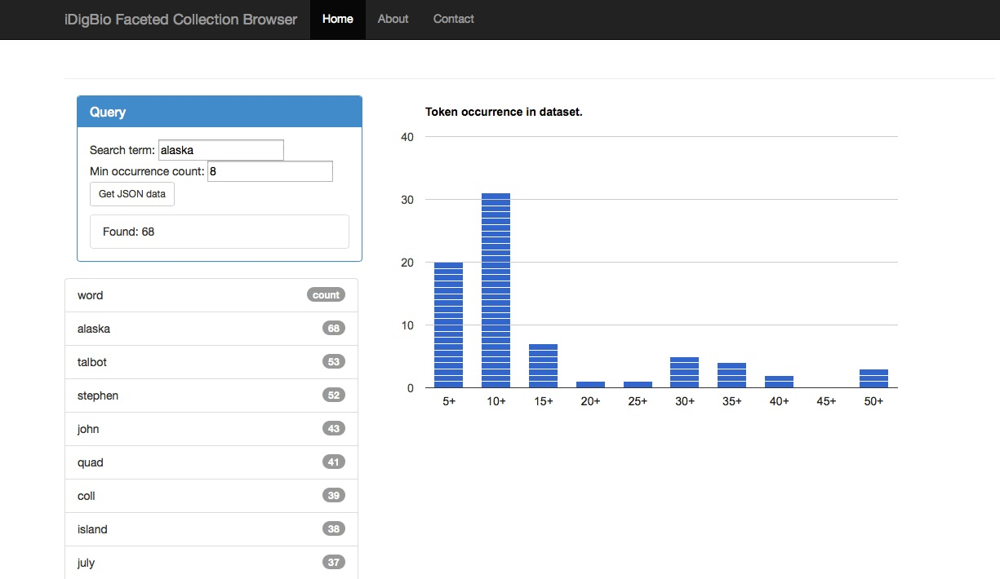 iDigBio Faceted Collection Browser Home About Contact
Query
Search term: alaska
Min occurrence count: 8
Get JSON data
Found: 68
word count
alaska 68
talbot 53
stephen 52
john 43
quad 41
coll 39
island 38
july 37
Token occurrence in dataset.
40
30
20
10
0
5+ 10+ 15+ 20+ 25+ 30+ 35+ 40+ 45+ 50+